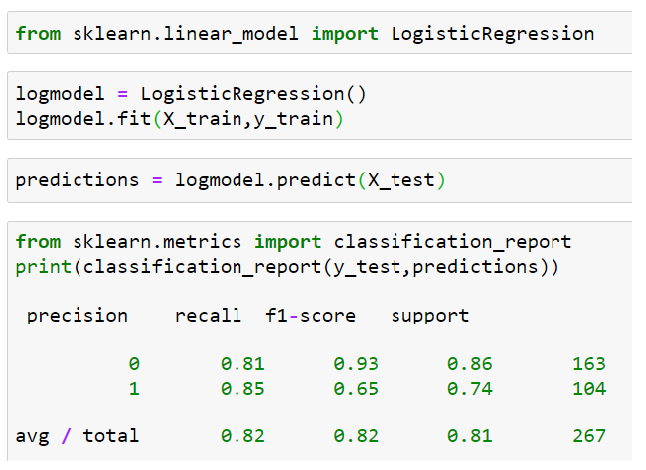 from sklearn.linear_model import LogisticRegression
logmodel = LogisticRegression()
logmodel.fit(X_train,y_train)
predictions = logmodel.predict(X_test)
from sklearn.metrics import classification_report
print(classification_report(y_test,predictions))
precision recall f1-score support
0 0.81 0.93 0.86 163
1 0.85 0.65 0.74 104
avg / total 0.82 0.82 0.81 267